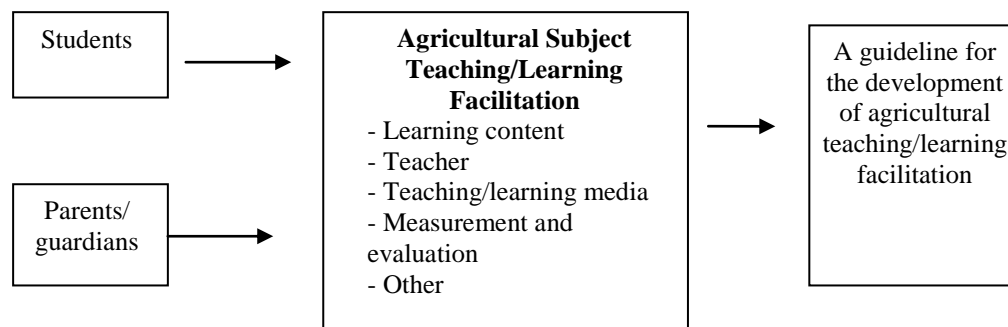 Students
Parents/
guardians
Agricultural Subject
Teaching/Learning
Facilitation
- Learning content
- Teacher
- Teaching/learning media
- Measurement and
evaluation
- Other
A guideline for
the development
of agricultural
teaching/learning
facilitation